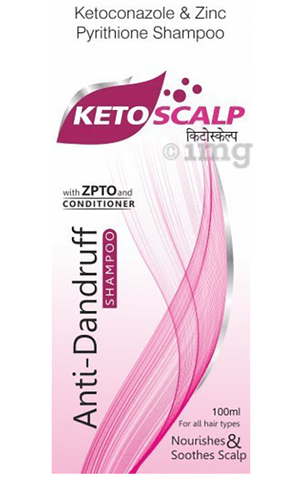 Ketoconazole & Zinc
Pyrithione Shampoo
KETOSCALP
किटोस्केल्प
©1mg
with ZPTO and
CONDITIONER
Anti-Dandruff
SHAMPOO
100ml
For all hair types
Nourishes &
Soothes Scalp